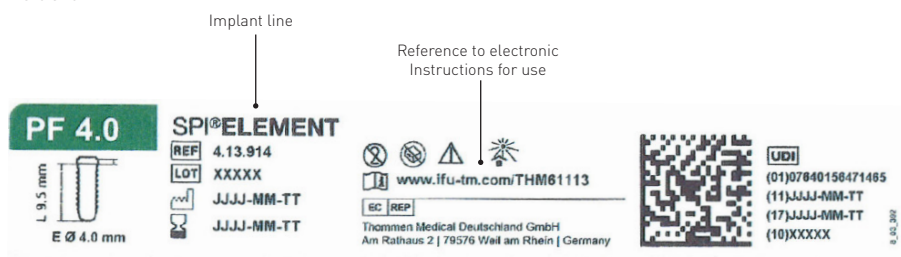 Implant line
Reference to electronic
Instructions for use
PF 4.0
L 9.5 mm
E Ø 4.0 mm
SPI®ELEMENT
REF 4.13.914
LOT XXXXX
JJJJ-MM-TT
JJJJ-MM-TT
www.ifu-tm.com/THM61113
EC REP
Thommen Medical Deutschland GmbH
Am Rathaus 2 | 79576 Weil am Rhein | Germany
UDI
(01)07640156471465
(11)JJJJ-MM-TT
(17)JJJJ-MM-TT
(10)XXXXX